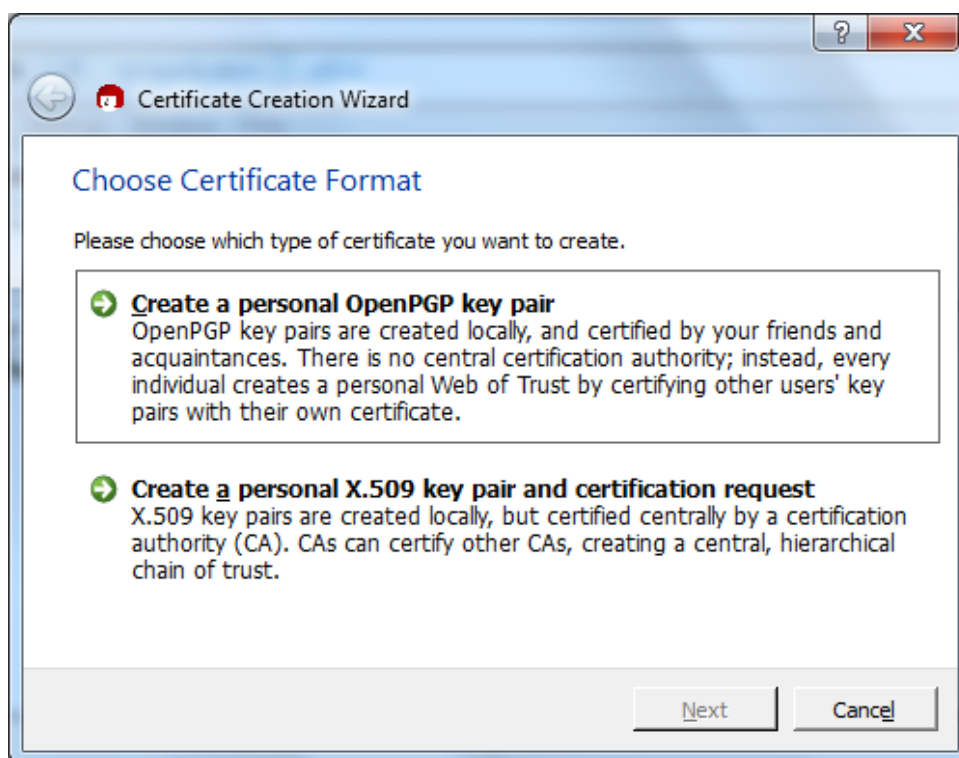 Certificate Creation Wizard
Choose Certificate Format
Please choose which type of certificate you want to create.
Create a personal OpenPGP key pair
OpenPGP key pairs are created locally, and certified by your friends and
acquaintances. There is no central certification authority; instead, every
individual creates a personal Web of Trust by certifying other users' key
pairs with their own certificate.
Create a personal X.509 key pair and certification request
X.509 key pairs are created locally, but certified centrally by a certification
authority (CA). CAs can certify other CAs, creating a central, hierarchical
chain of trust.
Next Cancel